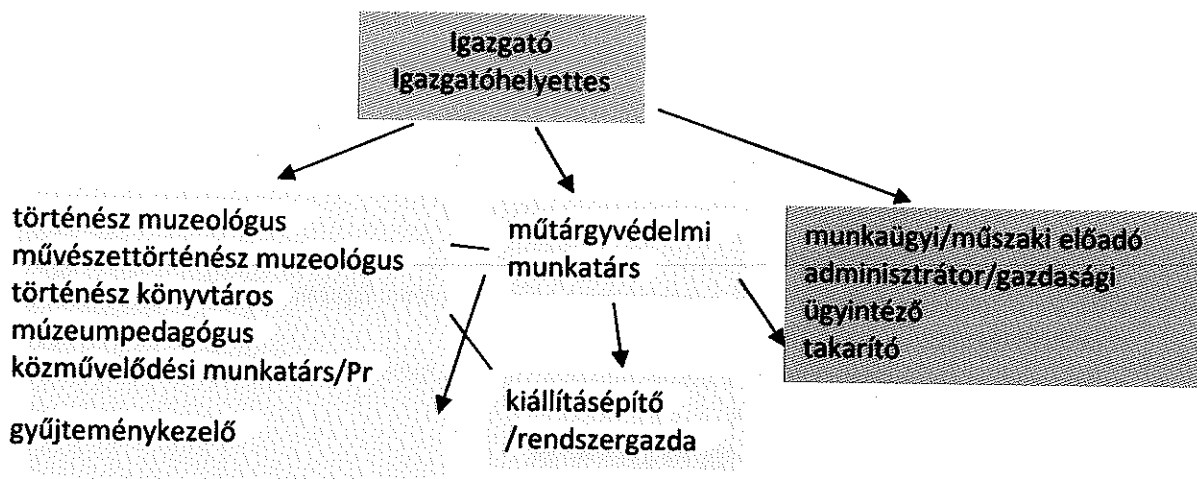 Igazgató
Igazgatóhelyettes
történész muzeológus
művészettörténész muzeológus
történész könyvtáros
múzeumpedagógus
közművelődési munkatárs/Pr
gyűjteménykezelő
műtárgyvédelmi
munkatárs
kiállításépítő
/rendszergazda
munkaügyi/műszaki előadó
adminisztrátor/gazdasági
ügyintéző
takarító